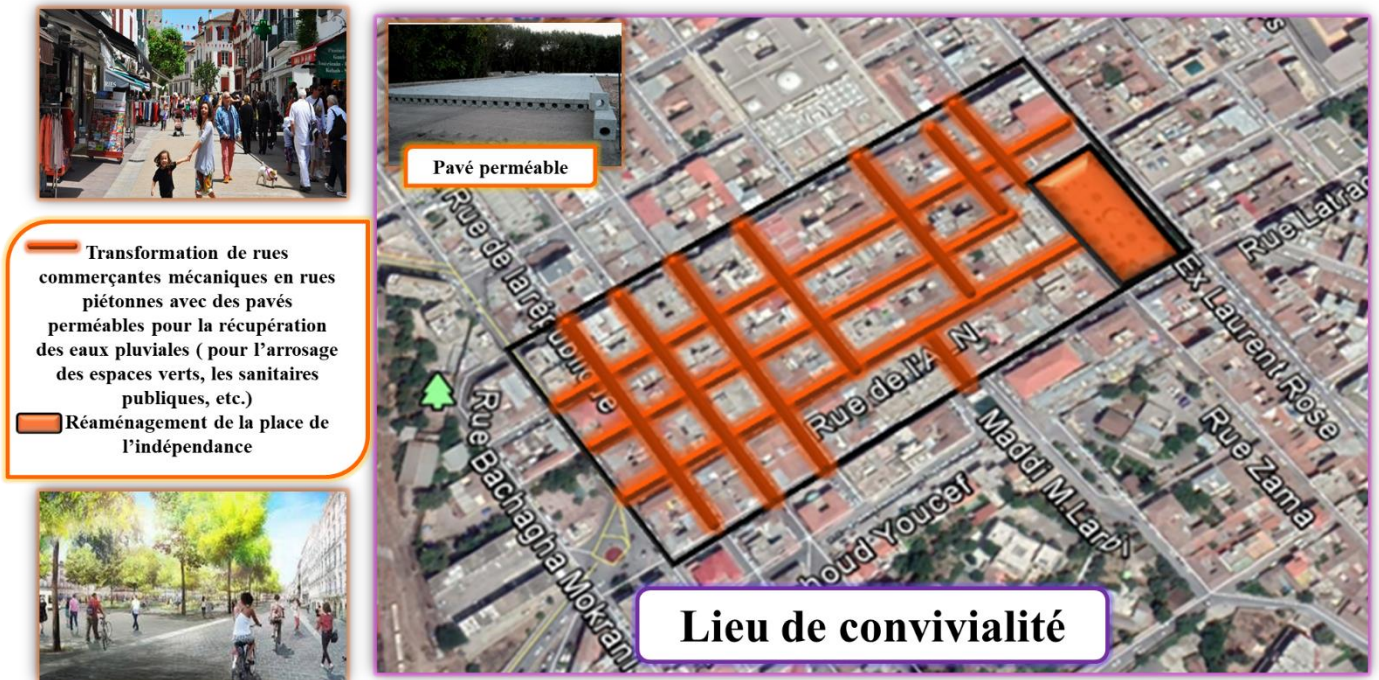 Pavé perméable
Transformation de rues
commerçantes mécaniques en rues
piétonnes avec des pavés
perméables pour la récupération
des eaux pluviales ( pour l'arrosage
des espaces verts, les sanitaires
publiques, etc.)
Réaménagement de la place de
l'indépendance
Rue de
Rue Bachagha Mokrani
Rue de l'A
Maddi M.Larbi
houd Youcef
Ex Laurent Rose
Rue Zama
Rue Lafra
Lieu de convivialité